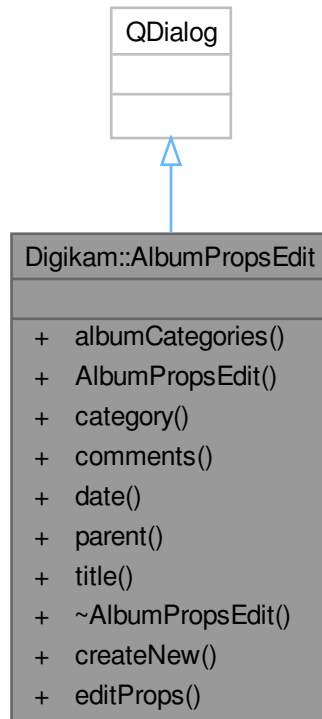 QDialog
Digikam::AlbumPropsEdit
+ albumCategories()
+ AlbumPropsEdit()
+ category()
+ comments()
+ date()
+ parent()
+ title()
+ ~AlbumPropsEdit()
+ createNew()
+ editProps()